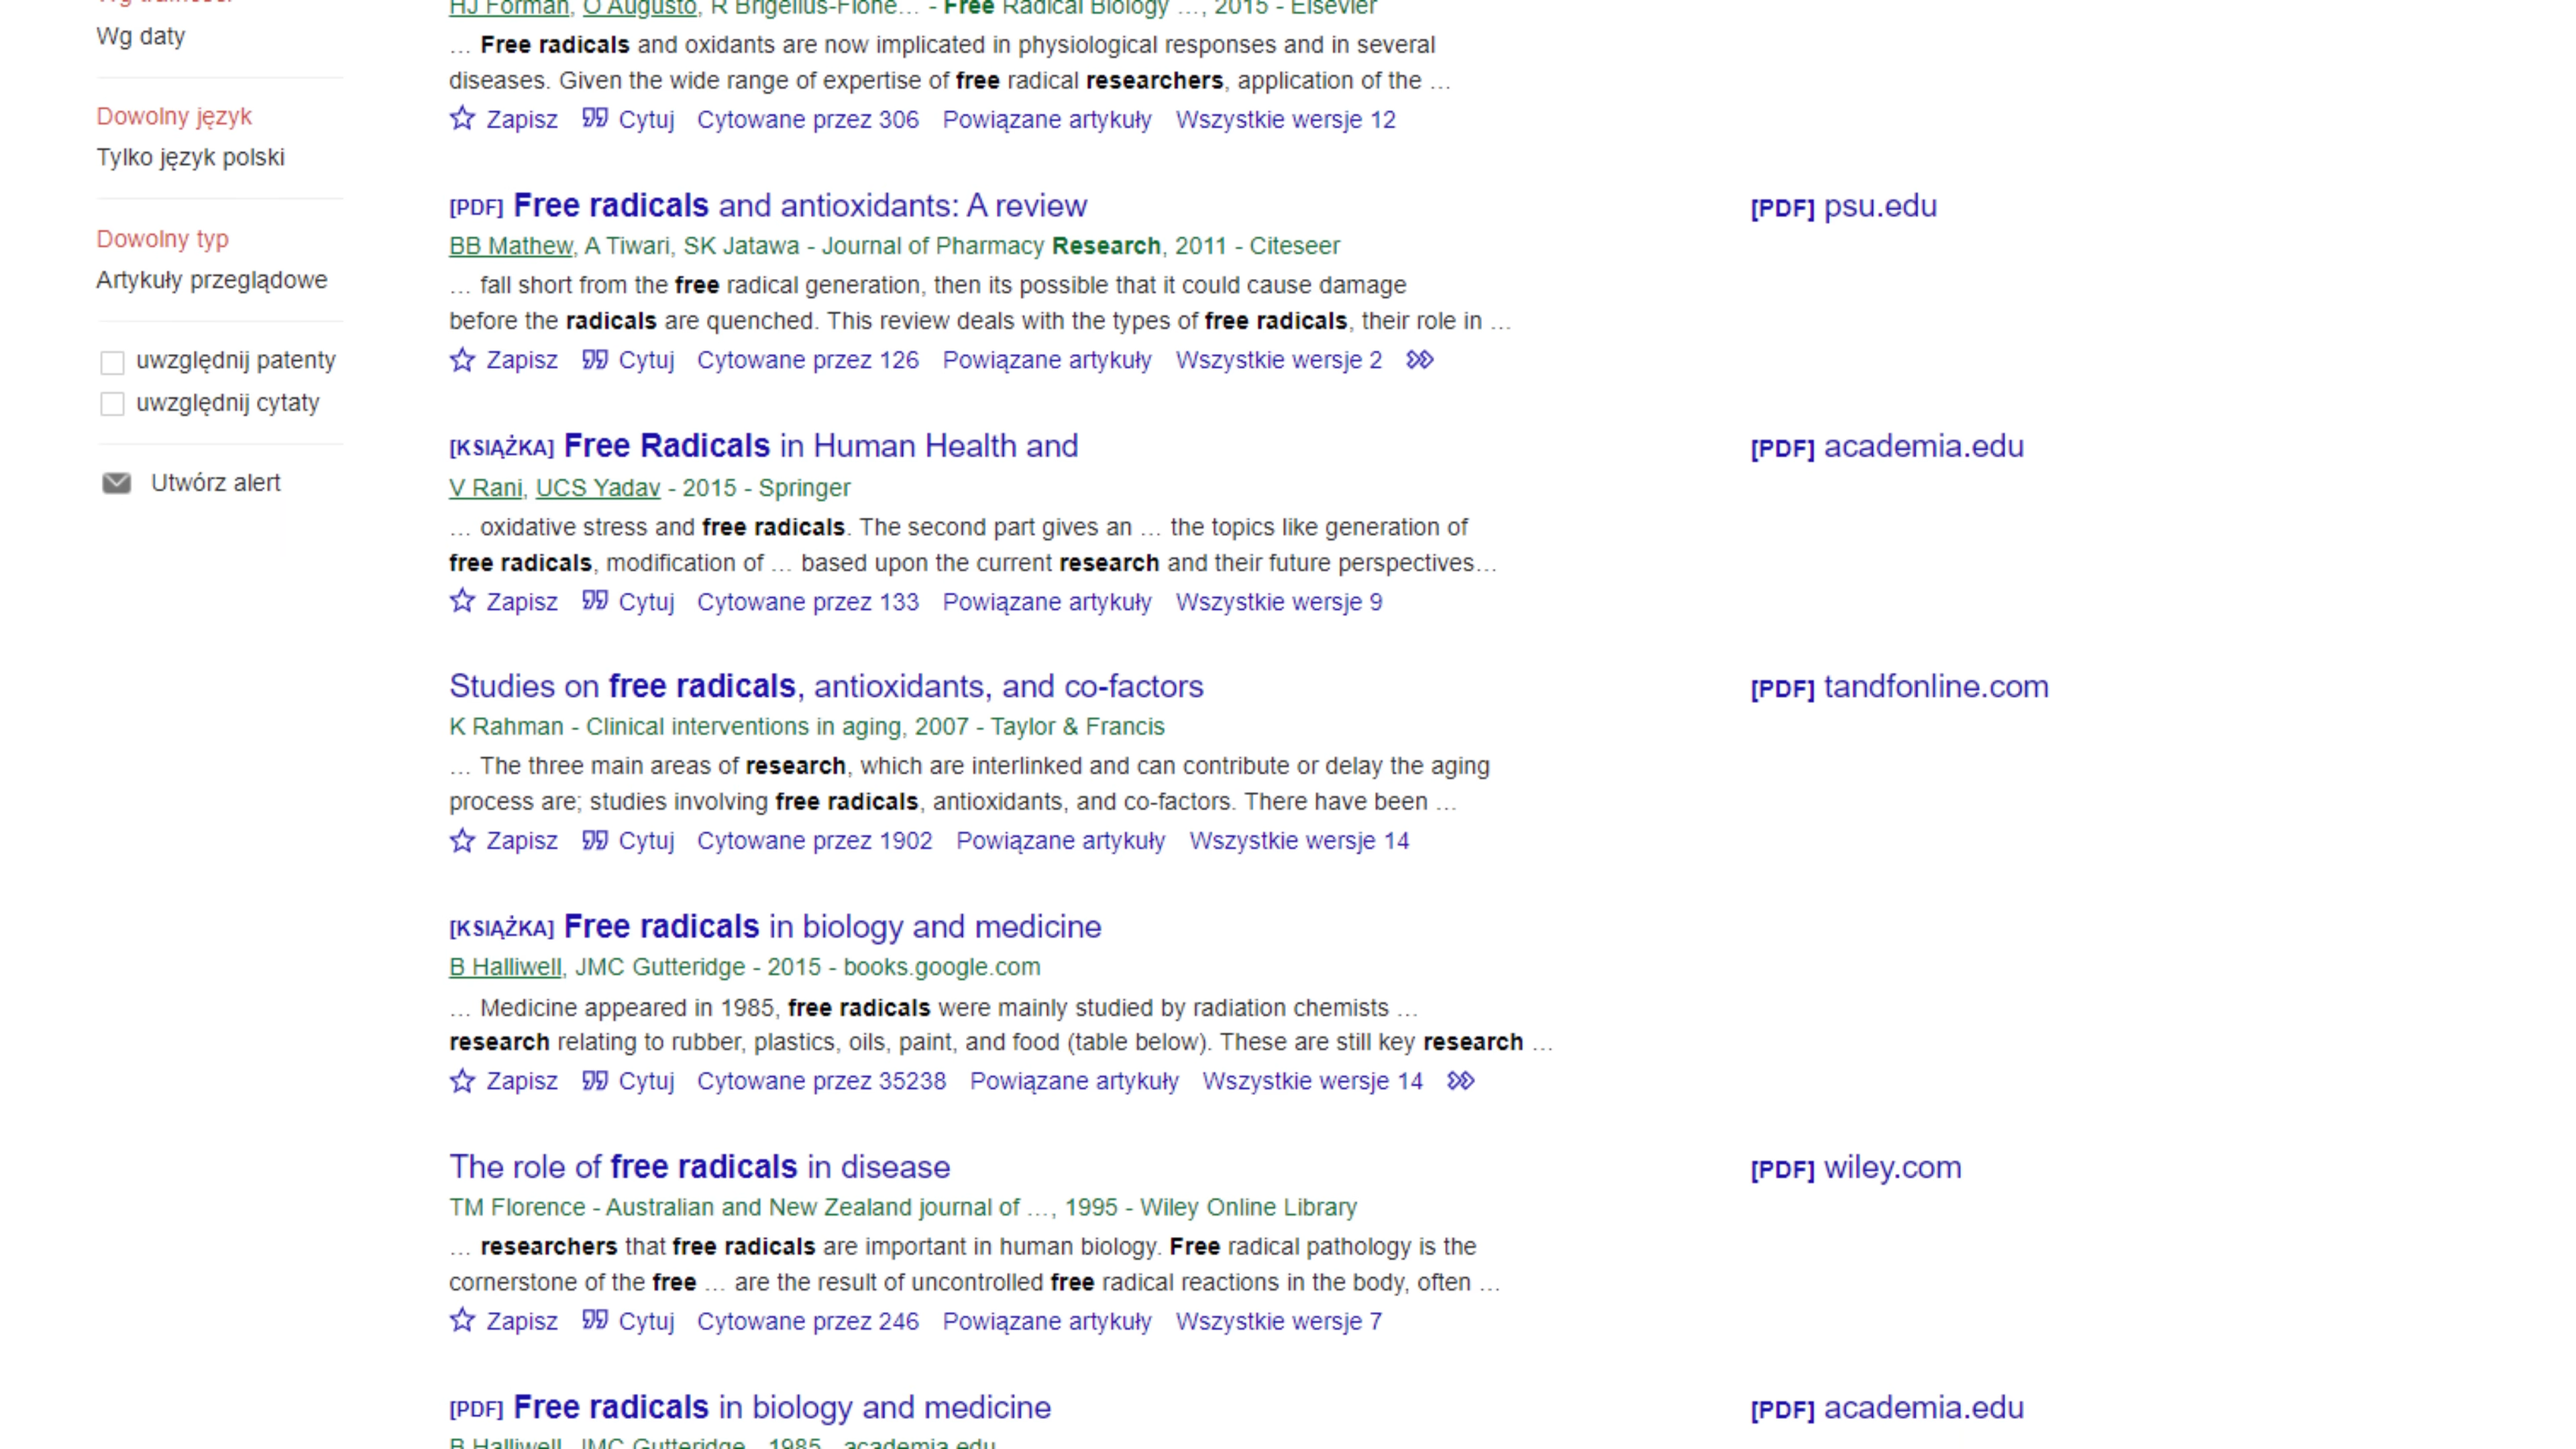 Wg daty
Dowolny język
Tylko język polski
Dowolny typ
Artykuły przeglądowe
uwzględnij patenty
uwzględnij cytaty
Utwórz alert
HJ Forman, O Augusto, R Brigelius-Flohe… - Free Radical Biology …, 2015 - Elsevier
… Free radicals and oxidants are now implicated in physiological responses and in several
diseases. Given the wide range of expertise of free radical researchers, application of the …
Zapisz Cytuj Cytowane przez 306 Powiązane artykuły Wszystkie wersje 12
[PDF] Free radicals and antioxidants: A review
[PDF] psu.edu
BB Mathew, A Tiwari, SK Jatawa - Journal of Pharmacy Research, 2011 - Citeseer
… fall short from the free radical generation, then its possible that it could cause damage
before the radicals are quenched. This review deals with the types of free radicals, their role in …
Zapisz Cytuj Cytowane przez 126 Powiązane artykuły Wszystkie wersje 2
[KSIĄŻKA] Free Radicals in Human Health and
[PDF] academia.edu
V Rani, UCS Yadav - 2015 - Springer
… oxidative stress and free radicals. The second part gives an … the topics like generation of
free radicals, modification of … based upon the current research and their future perspectives…
Zapisz Cytuj Cytowane przez 133 Powiązane artykuły Wszystkie wersje 9
Studies on free radicals, antioxidants, and co-factors
[PDF] tandfonline.com
K Rahman - Clinical interventions in aging, 2007 - Taylor & Francis
… The three main areas of research, which are interlinked and can contribute or delay the aging
process are; studies involving free radicals, antioxidants, and co-factors. There have been …
Zapisz Cytuj Cytowane przez 1902 Powiązane artykuły Wszystkie wersje 14
[KSIĄŻKA] Free radicals in biology and medicine
B Halliwell, JMC Gutteridge - 2015 - books.google.com
… Medicine appeared in 1985, free radicals were mainly studied by radiation chemists …
research relating to rubber, plastics, oils, paint, and food (table below). These are still key research …
Zapisz Cytuj Cytowane przez 35238 Powiązane artykuły Wszystkie wersje 14
The role of free radicals in disease
[PDF] wiley.com
TM Florence - Australian and New Zealand journal of …, 1995 - Wiley Online Library
… researchers that free radicals are important in human biology. Free radical pathology is the
cornerstone of the free … are the result of uncontrolled free radical reactions in the body, often …
Zapisz Cytuj Cytowane przez 246 Powiązane artykuły Wszystkie wersje 7
[PDF] Free radicals in biology and medicine
[PDF] academia.edu
B Halliwell, JMC Gutteridge - 1985 - academia.edu